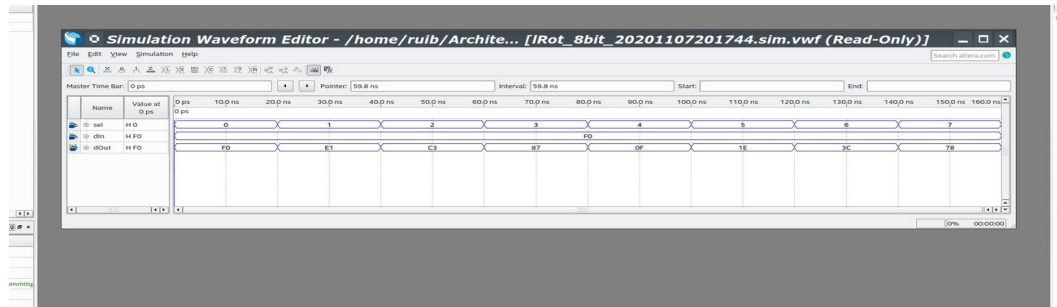 Simulation Waveform Editor - /home/ruib/Archite... [lRot_8bit_20201107201744.sim.vwf (Read-Only)]
File Edit View Simulation Help
Search altera.com
Master Time Bar: 0 ps
Pointer: 59.8 ns
Interval: 59.8 ns
Start:
End:
Name
Value at
0 ps
0 ps 10.0 ns 20.0 ns 30.0 ns 40.0 ns 50.0 ns 60.0 ns 70.0 ns 80.0 ns 90.0 ns 100.0 ns 110.0 ns 120.0 ns 130.0 ns 140.0 ns 150.0 ns 160.0 ns
0 ps
sel H 0 0 1 2 3 4 5 6 7
dIn H F0 F0
dOut H F0 F0 E1 C3 87 0F 1E 3C 78
0% 00:00:00
mming